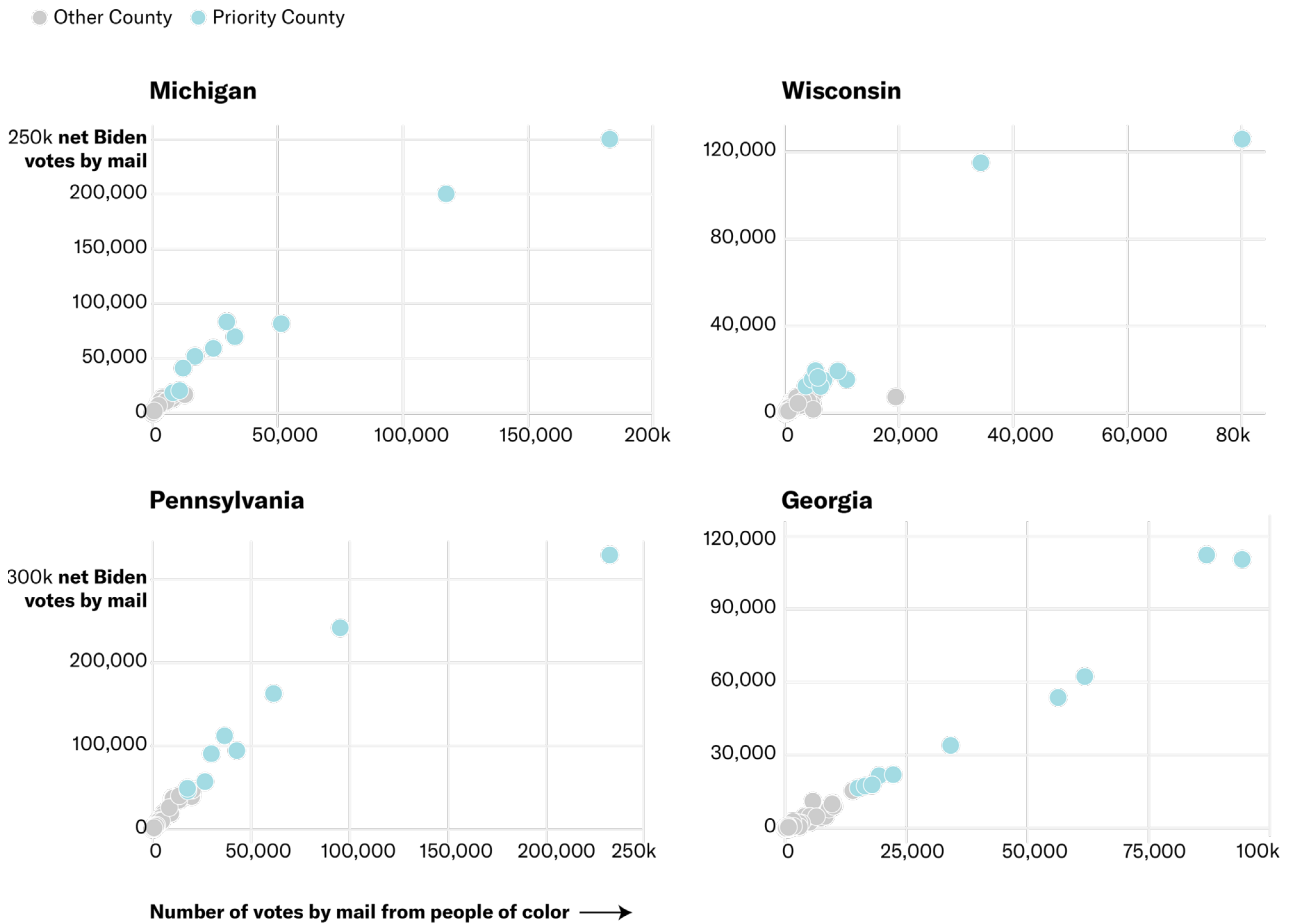 Other County Priority County
Michigan
250k net Biden
votes by mail
200,000
150,000
100,000
50,000
0
0 50,000 100,000 150,000 200k
Wisconsin
120,000
80,000
40,000
0
0 20,000 40,000 60,000 80k
Pennsylvania
300k net Biden
votes by mail
200,000
100,000
0
0 50,000 100,000 150,000 200,000 250k
Georgia
120,000
90,000
60,000
30,000
0
0 25,000 50,000 75,000 100k
Number of votes by mail from people of color